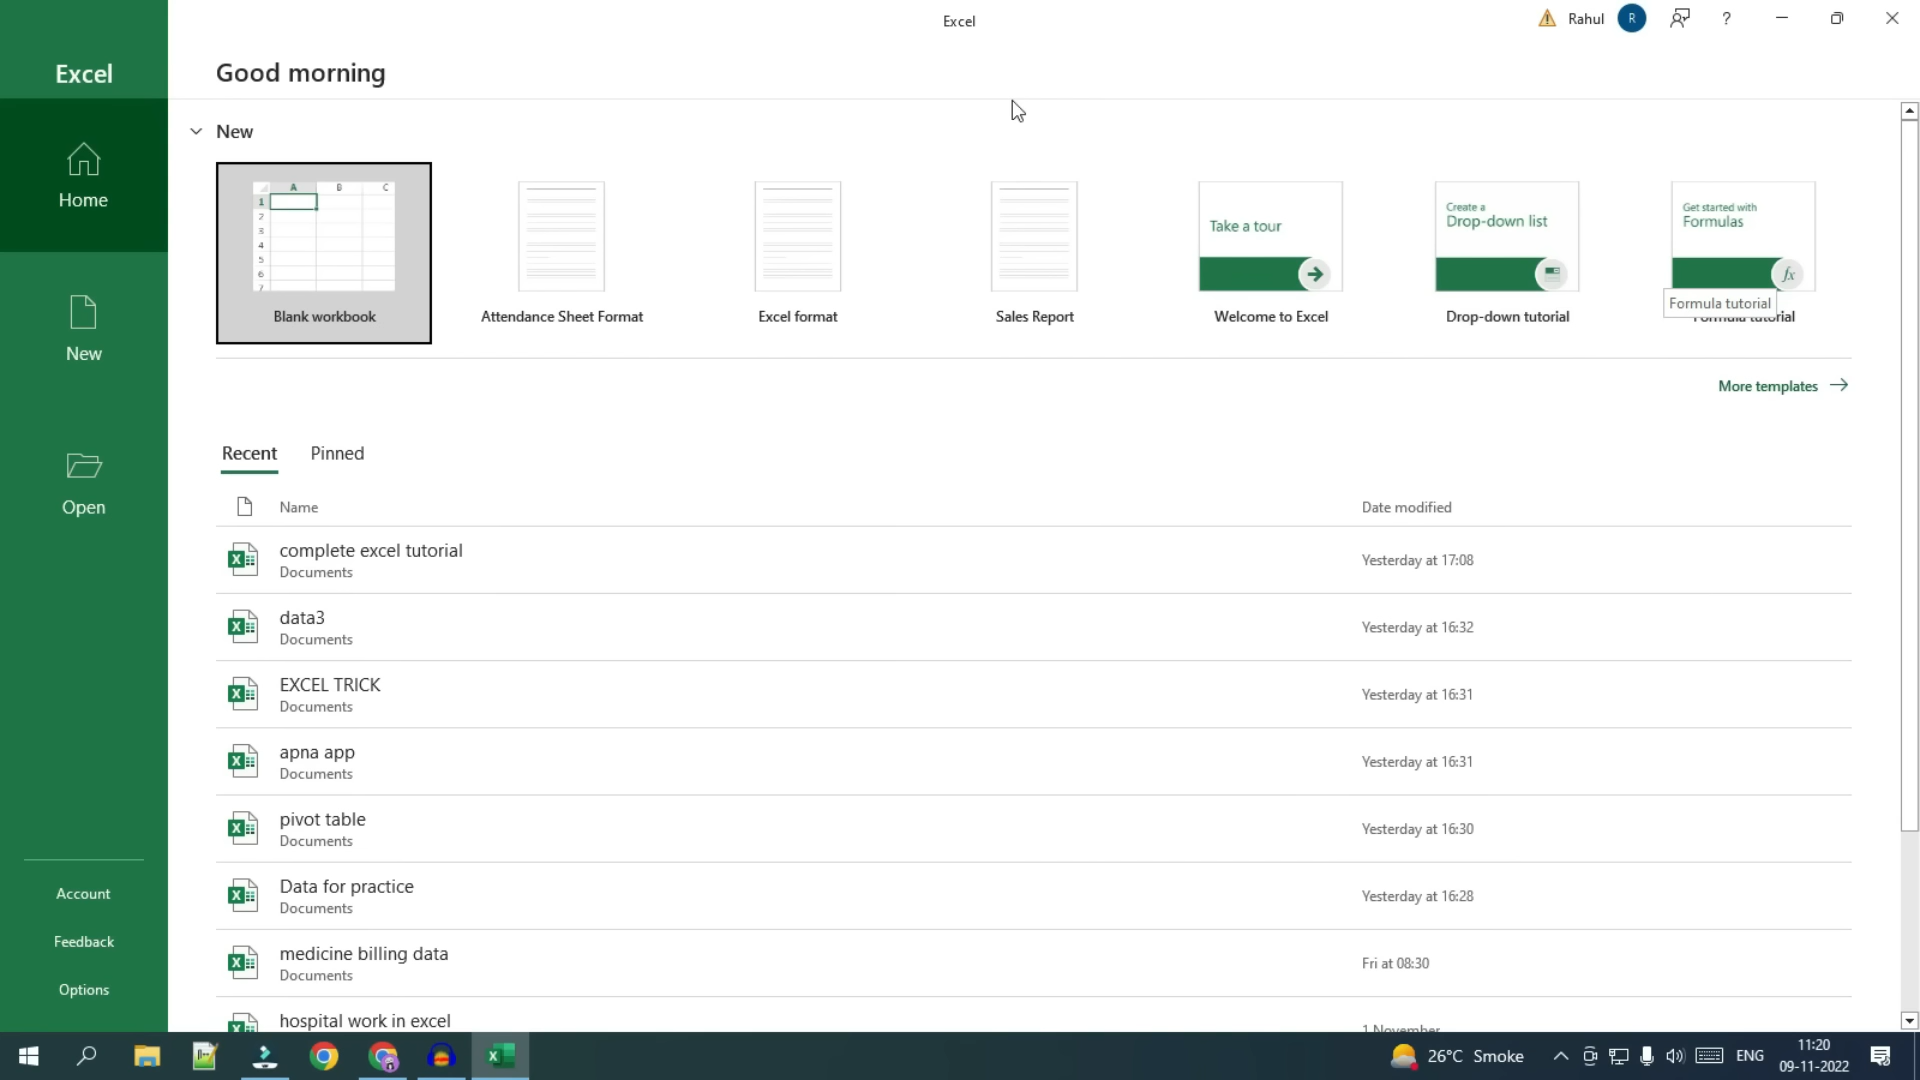 Excel
Rahul
R
?
Excel
Good morning
Home
New
Open
Account
Feedback
Options
New
A B C
1
2
3
4
5
6
7
Blank workbook
Attendance Sheet Format
Excel format
Sales Report
Take a tour
Welcome to Excel
Create a
Drop-down list
Drop-down tutorial
Get started with
Formulas
fx
Formula tutorial
Formula tutorial
More templates
Recent Pinned
Name Date modified
complete excel tutorial
Documents
Yesterday at 17:08
data3
Documents
Yesterday at 16:32
EXCEL TRICK
Documents
Yesterday at 16:31
apna app
Documents
Yesterday at 16:31
pivot table
Documents
Yesterday at 16:30
Data for practice
Documents
Yesterday at 16:28
medicine billing data
Documents
Fri at 08:30
hospital work in excel
1 November
26°C Smoke
ENG
11:20
09-11-2022